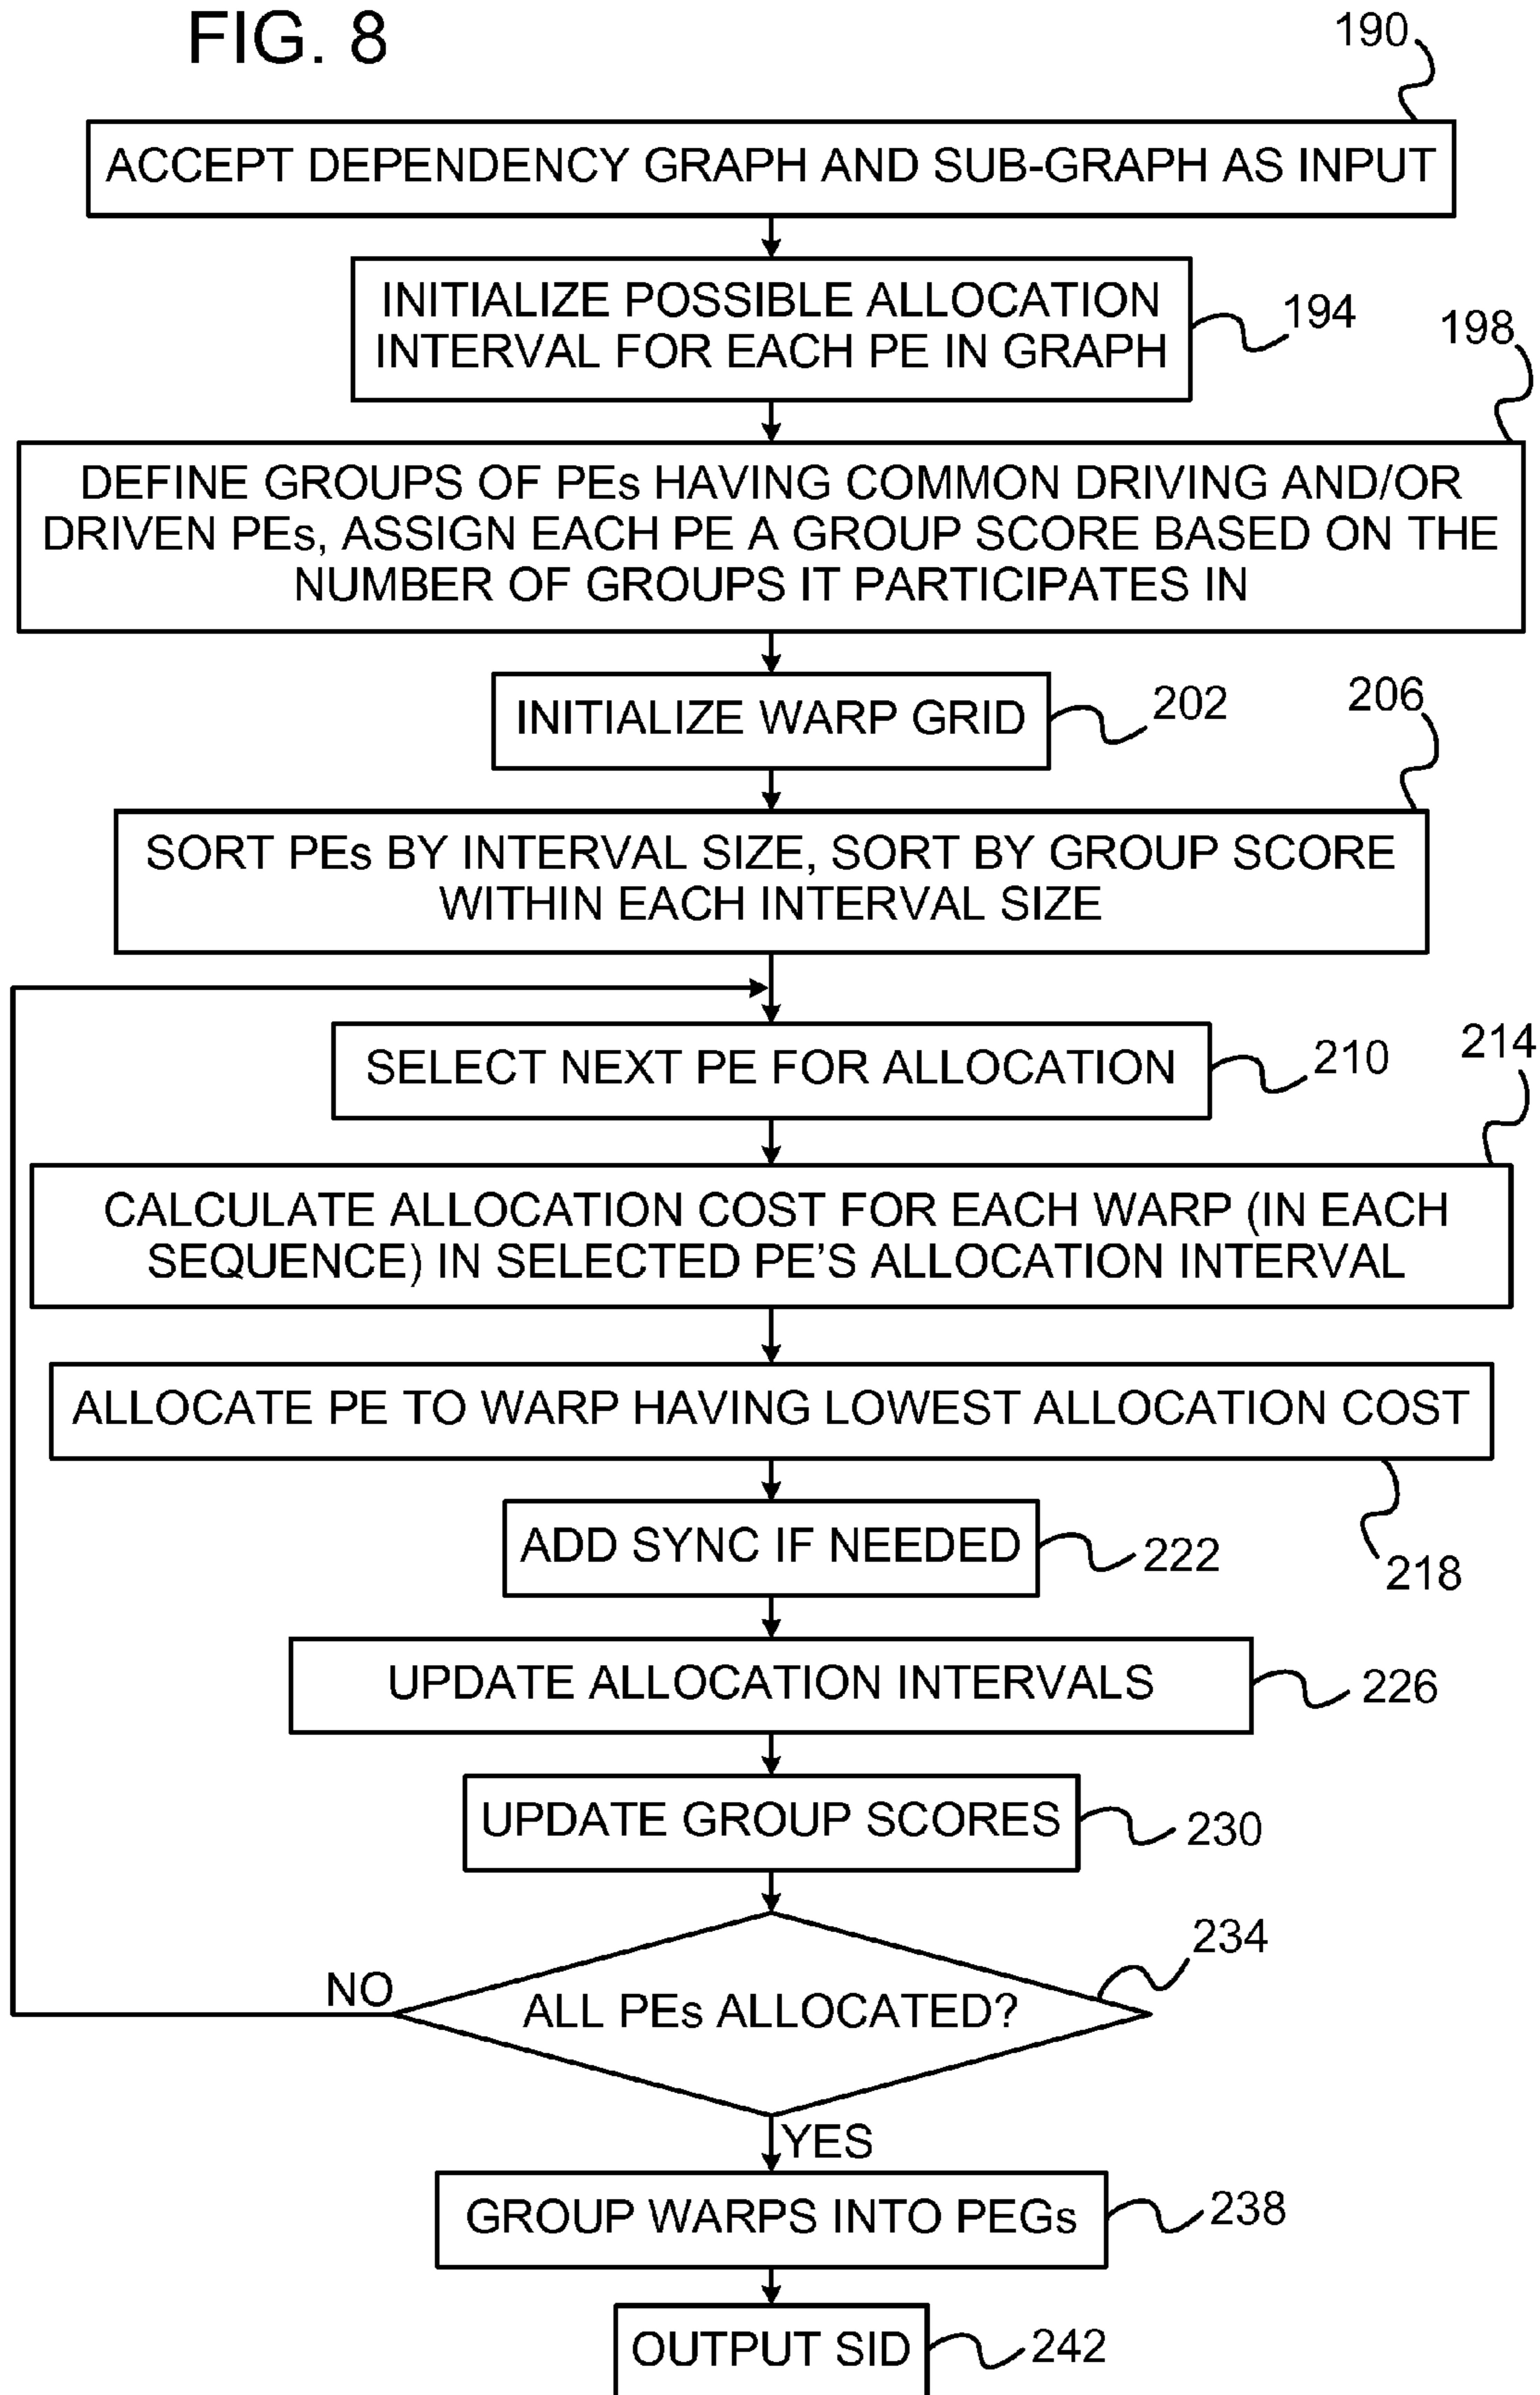 FIG. 8
190
ACCEPT DEPENDENCY GRAPH AND SUB-GRAPH AS INPUT
INITIALIZE POSSIBLE ALLOCATION
INTERVAL FOR EACH PE IN GRAPH
194
198
DEFINE GROUPS OF PEs HAVING COMMON DRIVING AND/OR
DRIVEN PEs, ASSIGN EACH PE A GROUP SCORE BASED ON THE
NUMBER OF GROUPS IT PARTICIPATES IN
INITIALIZE WARP GRID
202
206
SORT PEs BY INTERVAL SIZE, SORT BY GROUP SCORE
WITHIN EACH INTERVAL SIZE
SELECT NEXT PE FOR ALLOCATION
210
214
CALCULATE ALLOCATION COST FOR EACH WARP (IN EACH
SEQUENCE) IN SELECTED PE'S ALLOCATION INTERVAL
ALLOCATE PE TO WARP HAVING LOWEST ALLOCATION COST
218
ADD SYNC IF NEEDED
222
UPDATE ALLOCATION INTERVALS
226
UPDATE GROUP SCORES
230
234
NO
ALL PEs ALLOCATED?
YES
GROUP WARPS INTO PEGs
238
OUTPUT SID
242